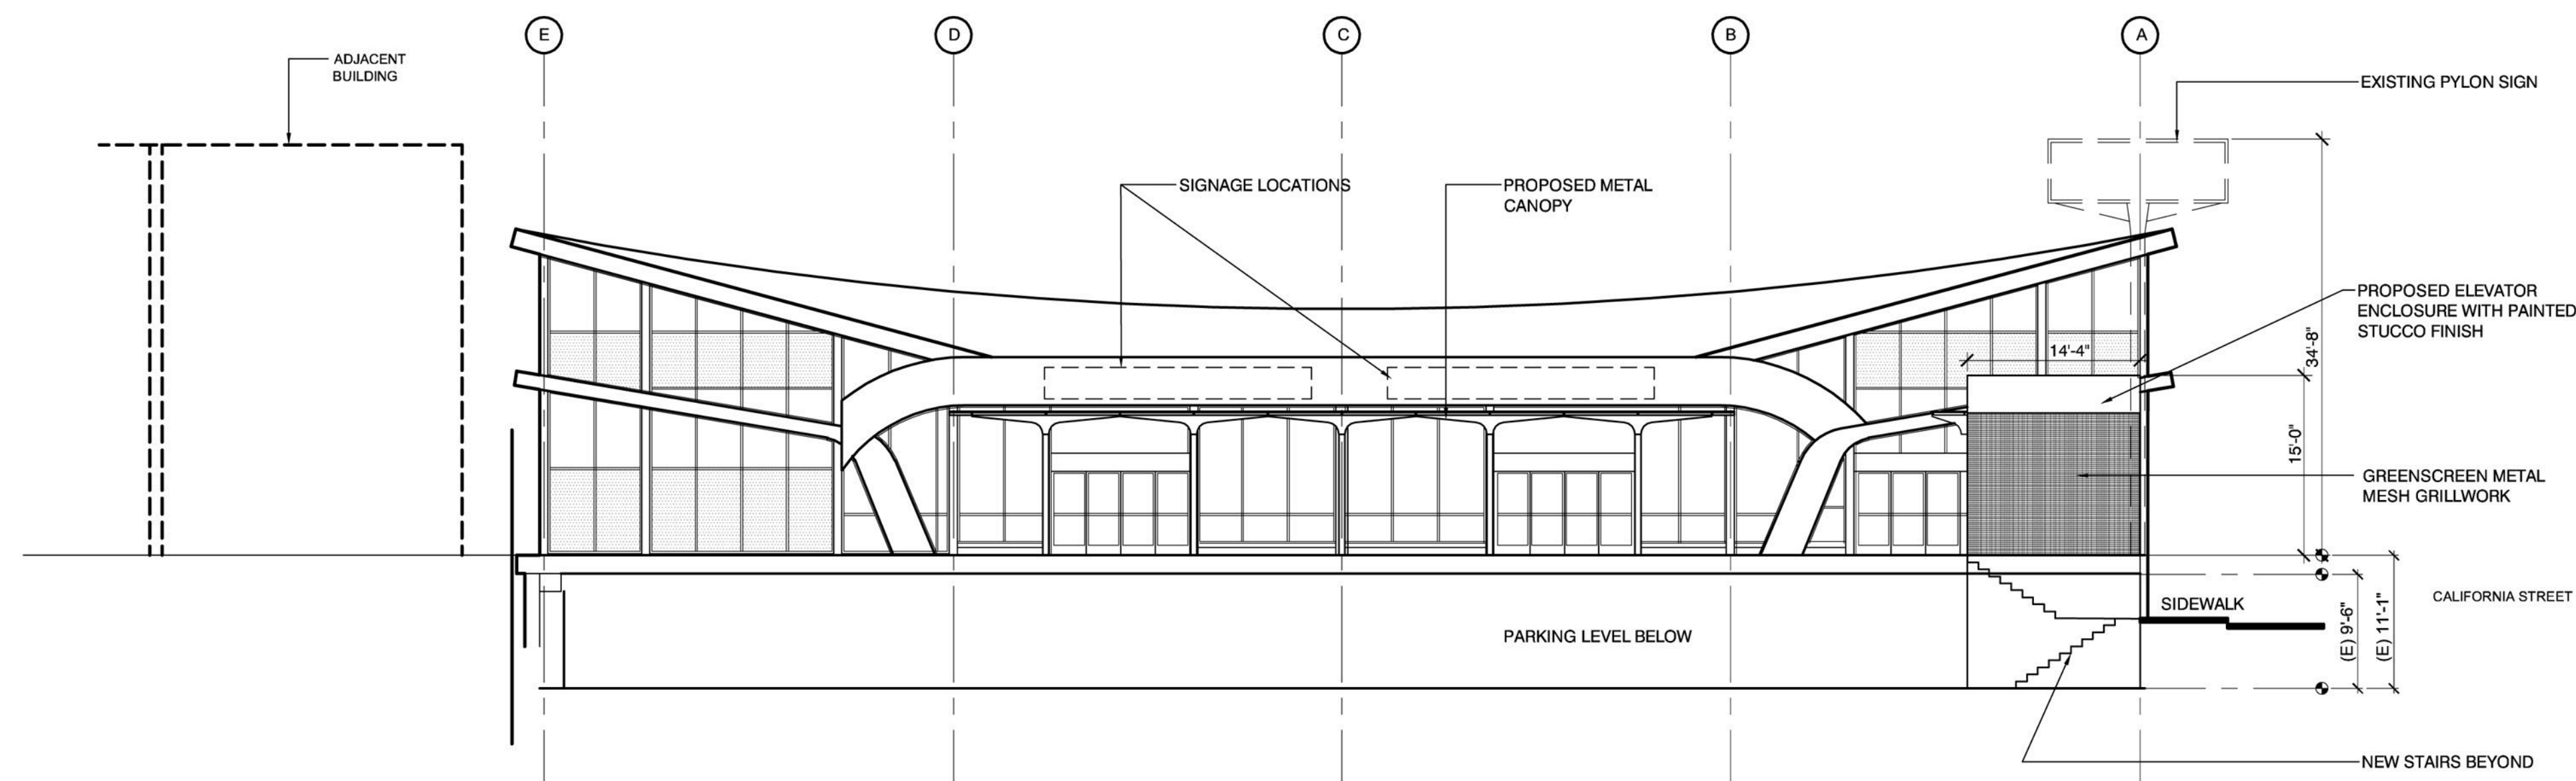 E
D
C
B
A
ADJACENT
BUILDING
EXISTING PYLON SIGN
SIGNAGE LOCATIONS
PROPOSED METAL
CANOPY
PROPOSED ELEVATOR
ENCLOSURE WITH PAINTED
STUCCO FINISH
34'-8"
14'-4"
15'-0"
GREENSCREEN METAL
MESH GRILLWORK
CALIFORNIA STREET
SIDEWALK
(E) 9'-6"
(E) 11'-1"
PARKING LEVEL BELOW
NEW STAIRS BEYOND